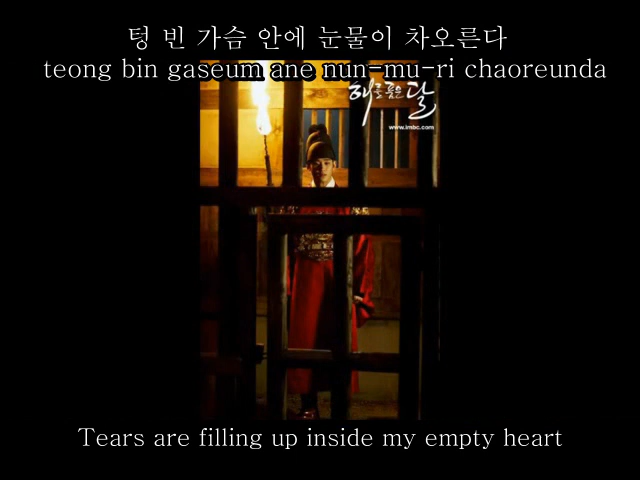 텅 빈 가슴 안에 눈물이 차오른다
teong bin gaseum ane nun-mu-ri chaoreunda
해를 품은 달
www.imbc.com
Tears are filling up inside my empty heart